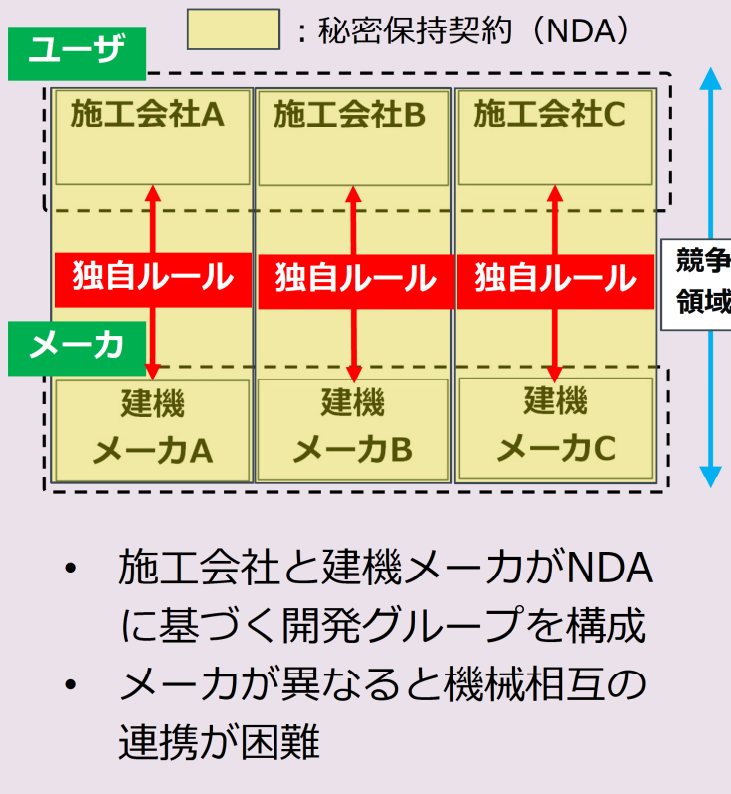 ：秘密保持契約（NDA）
ユーザ
施工会社A
施工会社B
施工会社C
独自ルール
独自ルール
独自ルール
競争
領域
メーカ
建機
メーカA
建機
メーカB
建機
メーカC
• 施工会社と建機メーカがNDA
に基づく開発グループを構成
• メーカが異なると機械相互の
連携が困難